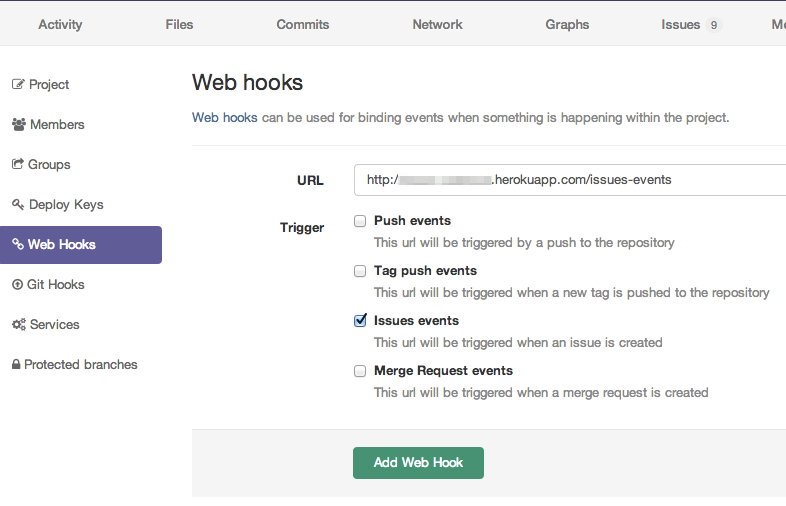 Activity Files Commits Network Graphs Issues 9
Project
Members
Groups
Deploy Keys
Web Hooks
Git Hooks
Services
Protected branches
Web hooks
Web hooks can be used for binding events when something is happening within the project.
URL http:/ .herokuapp.com/issues-events
Trigger Push events
This url will be triggered by a push to the repository
Tag push events
This url will be triggered when a new tag is pushed to the repository
Issues events
This url will be triggered when an issue is created
Merge Request events
This url will be triggered when a merge request is created
Add Web Hook